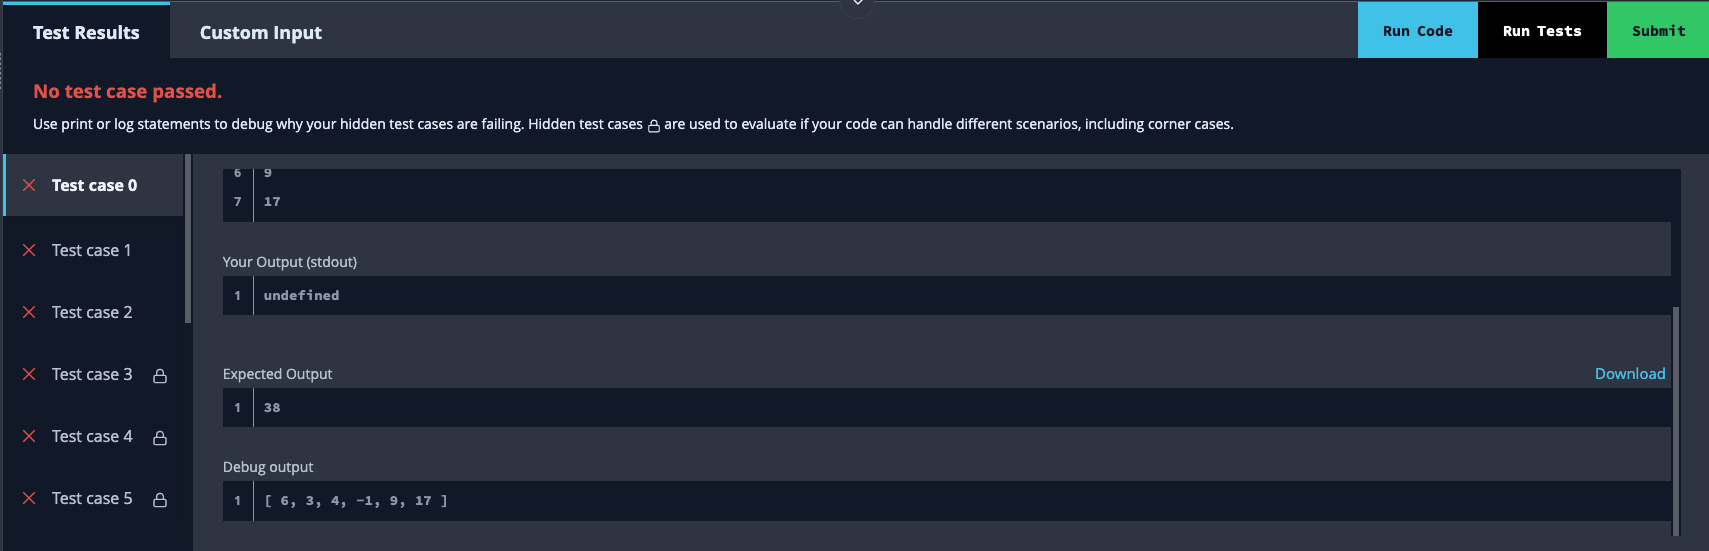 Test Results
Custom Input
Run Code
Run Tests
Submit
No test case passed.
Use print or log statements to debug why your hidden test cases are failing. Hidden test cases are used to evaluate if your code can handle different scenarios, including corner cases.
Test case 0
Test case 1
Test case 2
Test case 3
Test case 4
Test case 5
6 9
7 17
Your Output (stdout)
1 undefined
Expected Output
Download
1 38
Debug output
1 [ 6, 3, 4, -1, 9, 17 ]